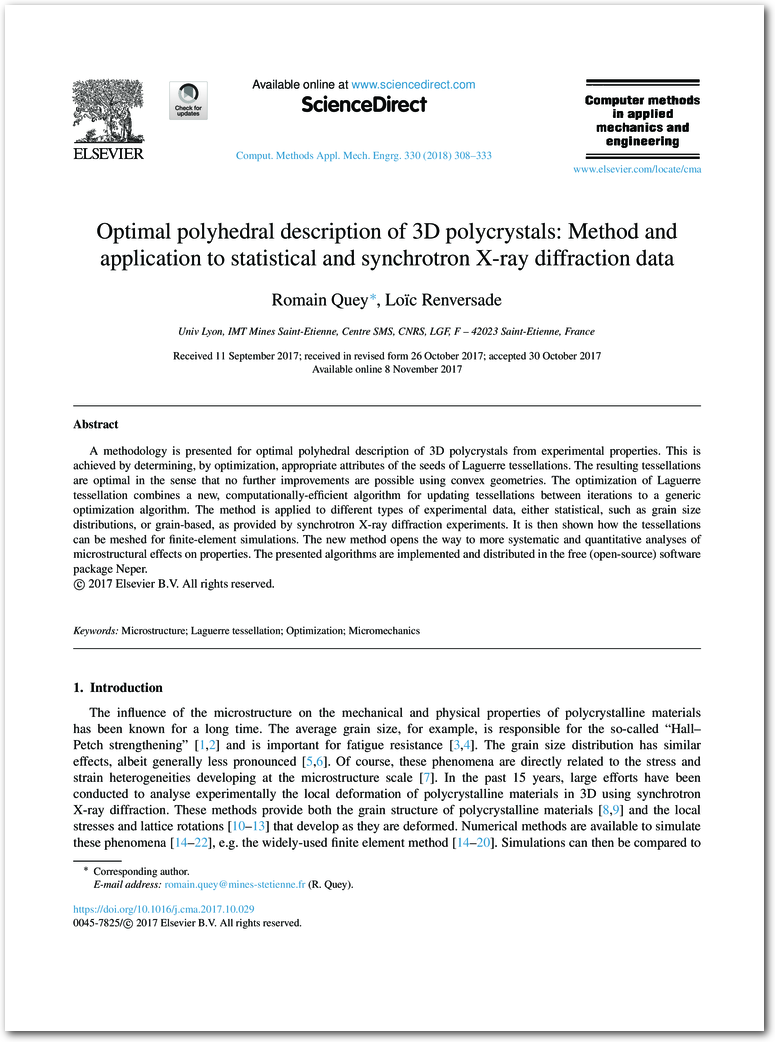 Available online at www.sciencedirect.com
ScienceDirect
Check for
updates
ELSEVIER
Comput. Methods Appl. Mech. Engrg. 330 (2018) 308–333
Computer methods
in applied
mechanics and
engineering
www.elsevier.com/locate/cma
Optimal polyhedral description of 3D polycrystals: Method and
application to statistical and synchrotron X-ray diffraction data
Romain Quey*, Loïc Renversade
Univ Lyon, IMT Mines Saint-Etienne, Centre SMS, CNRS, LGF, F – 42023 Saint-Etienne, France
Received 11 September 2017; received in revised form 26 October 2017; accepted 30 October 2017
Available online 8 November 2017
Abstract
A methodology is presented for optimal polyhedral description of 3D polycrystals from experimental properties. This is
achieved by determining, by optimization, appropriate attributes of the seeds of Laguerre tessellations. The resulting tessellations
are optimal in the sense that no further improvements are possible using convex geometries. The optimization of Laguerre
tessellation combines a new, computationally-efficient algorithm for updating tessellations between iterations to a generic
optimization algorithm. The method is applied to different types of experimental data, either statistical, such as grain size
distributions, or grain-based, as provided by synchrotron X-ray diffraction experiments. It is then shown how the tessellations
can be meshed for finite-element simulations. The new method opens the way to more systematic and quantitative analyses of
microstructural effects on properties. The presented algorithms are implemented and distributed in the free (open-source) software
package Neper.
© 2017 Elsevier B.V. All rights reserved.
Keywords: Microstructure; Laguerre tessellation; Optimization; Micromechanics
1. Introduction
The influence of the microstructure on the mechanical and physical properties of polycrystalline materials
has been known for a long time. The average grain size, for example, is responsible for the so-called “Hall–
Petch strengthening” [1,2] and is important for fatigue resistance [3,4]. The grain size distribution has similar
effects, albeit generally less pronounced [5,6]. Of course, these phenomena are directly related to the stress and
strain heterogeneities developing at the microstructure scale [7]. In the past 15 years, large efforts have been
conducted to analyse experimentally the local deformation of polycrystalline materials in 3D using synchrotron
X-ray diffraction. These methods provide both the grain structure of polycrystalline materials [8,9] and the local
stresses and lattice rotations [10–13] that develop as they are deformed. Numerical methods are available to simulate
these phenomena [14–22], e.g. the widely-used finite element method [14–20]. Simulations can then be compared to
* Corresponding author.
E-mail address: romain.quey@mines-stetienne.fr (R. Quey).
https://doi.org/10.1016/j.cma.2017.10.029
0045-7825/© 2017 Elsevier B.V. All rights reserved.